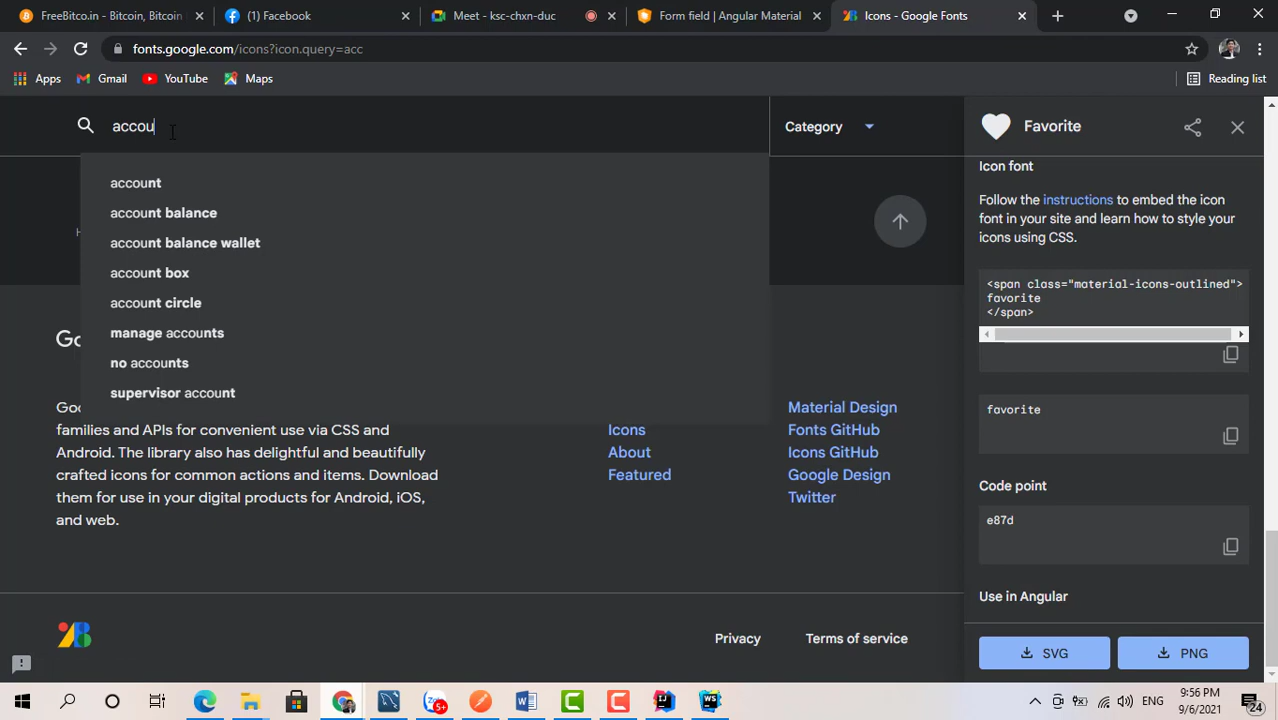 FreeBitco.in - Bitcoin, Bitcoin
(1) Facebook
Meet - ksc-chxn-duc
Form field | Angular Material
Icons - Google Fonts
fonts.google.com/icons?icon.query=acc
Apps
Gmail
YouTube
Maps
Reading list
accou
Category
Favorite
account
account balance
account balance wallet
account box
account circle
manage accounts
no accounts
supervisor account
Icon font
Follow the instructions to embed the icon
font in your site and learn how to style your
icons using CSS.
<span class="material-icons-outlined">
favorite
</span>
favorite
Code point
e87d
Use in Angular
SVG
PNG
families and APIs for convenient use via CSS and
Android. The library also has delightful and beautifully
crafted icons for common actions and items. Download
them for use in your digital products for Android, iOS,
and web.
Icons
About
Featured
Material Design
Fonts GitHub
Icons GitHub
Google Design
Twitter
Privacy
Terms of service
5+
ENG
9:56 PM
9/6/2021
24